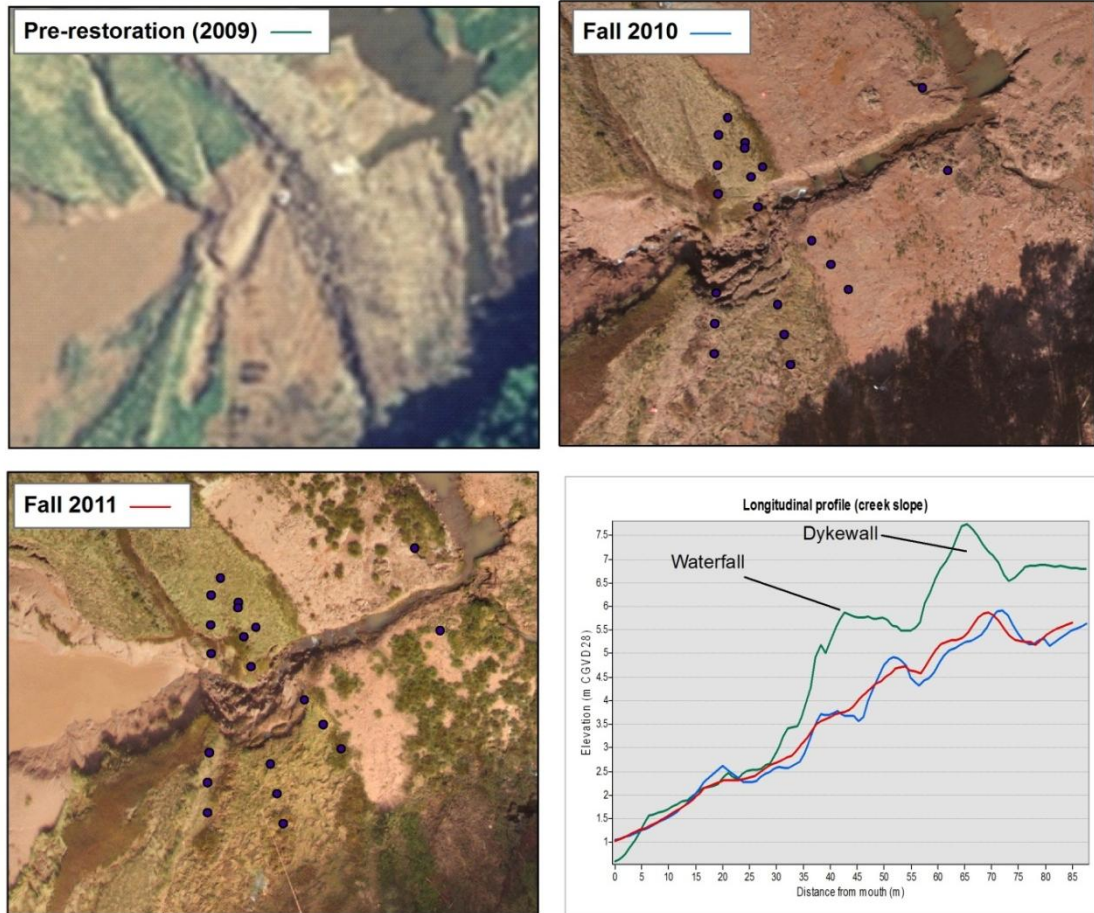 Pre-restoration (2009)
Fall 2010
Fall 2011
Longitudinal profile (creek slope)
Dykewall
Waterfall
Elevation (m CGVD28)
7.5
7
6.5
6
5.5
5
4.5
4
3.5
3
2.5
2
1.5
1
0 5 10 15 20 25 30 35 40 45 50 55 60 65 70 75 80 85
Distance from mouth (m)